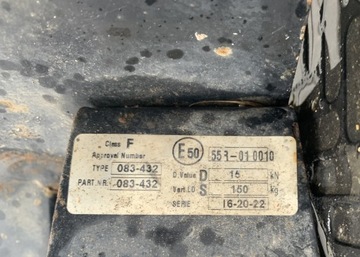 Class F
Approval Number
E50 55R-01 0010
TYPE 083-432
D.Value D 15 kN
PART NR. 083-432
Vert.LD S 150 kg
SERIE 16-20-22